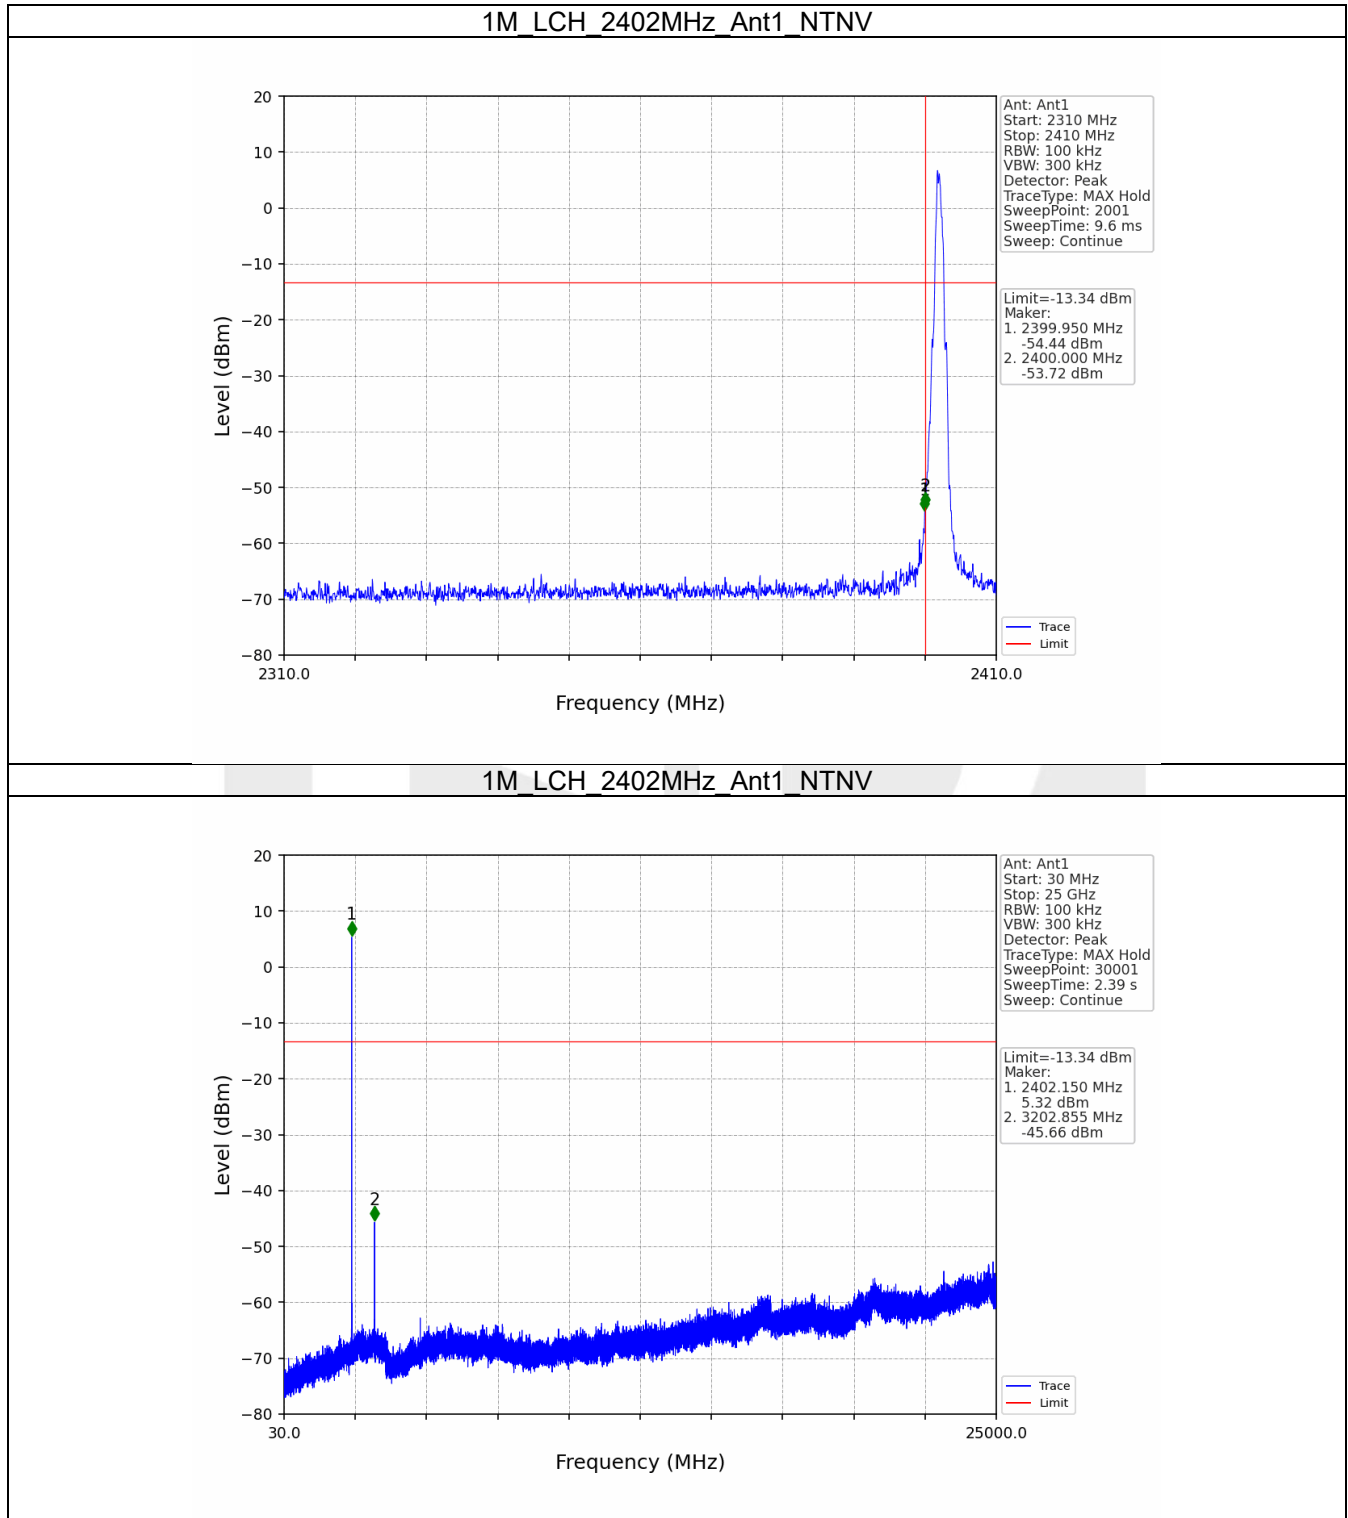 1M_LCH_2402MHz_Ant1_NTNV
20
10
0
−10
−20
−30
−40
−50
−60
−70
−80
Level (dBm)
2
2310.0
2410.0
Frequency (MHz)
Ant: Ant1
Start: 2310 MHz
Stop: 2410 MHz
RBW: 100 kHz
VBW: 300 kHz
Detector: Peak
TraceType: MAX Hold
SweepPoint: 2001
SweepTime: 9.6 ms
Sweep: Continue
Limit=-13.34 dBm
Maker:
1. 2399.950 MHz
-54.44 dBm
2. 2400.000 MHz
-53.72 dBm
Trace
Limit
1M_LCH_2402MHz_Ant1_NTNV
20
10
0
−10
−20
−30
−40
−50
−60
−70
−80
Level (dBm)
1
2
30.0
25000.0
Frequency (MHz)
Ant: Ant1
Start: 30 MHz
Stop: 25 GHz
RBW: 100 kHz
VBW: 300 kHz
Detector: Peak
TraceType: MAX Hold
SweepPoint: 30001
SweepTime: 2.39 s
Sweep: Continue
Limit=-13.34 dBm
Maker:
1. 2402.150 MHz
5.32 dBm
2. 3202.855 MHz
-45.66 dBm
Trace
Limit